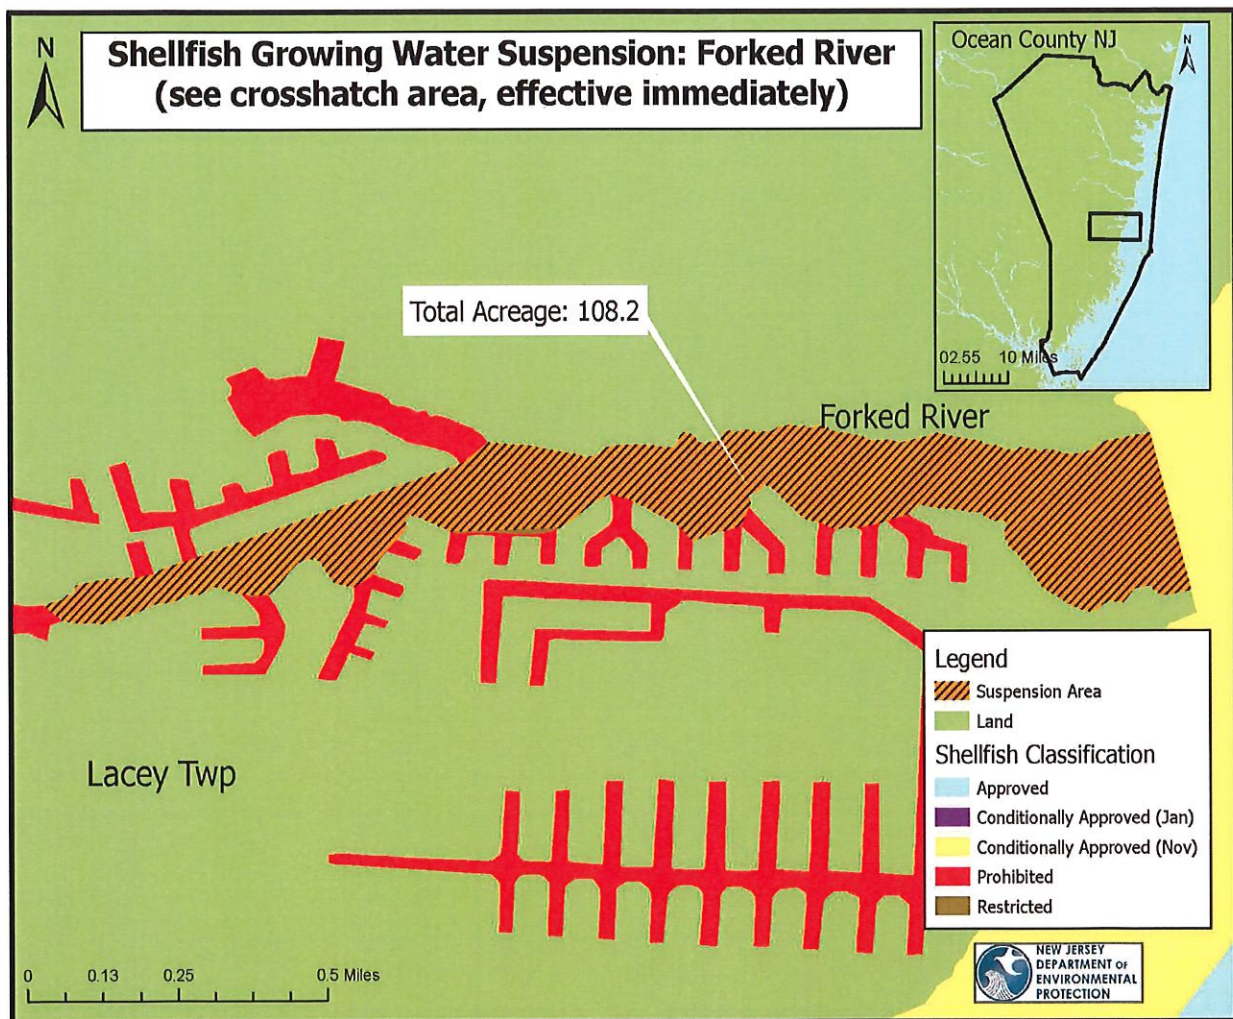 N
Shellfish Growing Water Suspension: Forked River
(see crosshatch area, effective immediately)
Ocean County NJ
N
02.55 10 Miles
Total Acreage: 108.2
Forked River
Lacey Twp
Legend
Suspension Area
Land
Shellfish Classification
Approved
Conditionally Approved (Jan)
Conditionally Approved (Nov)
Prohibited
Restricted
0 0.13 0.25 0.5 Miles
NEW JERSEY
DEPARTMENT OF
ENVIRONMENTAL
PROTECTION